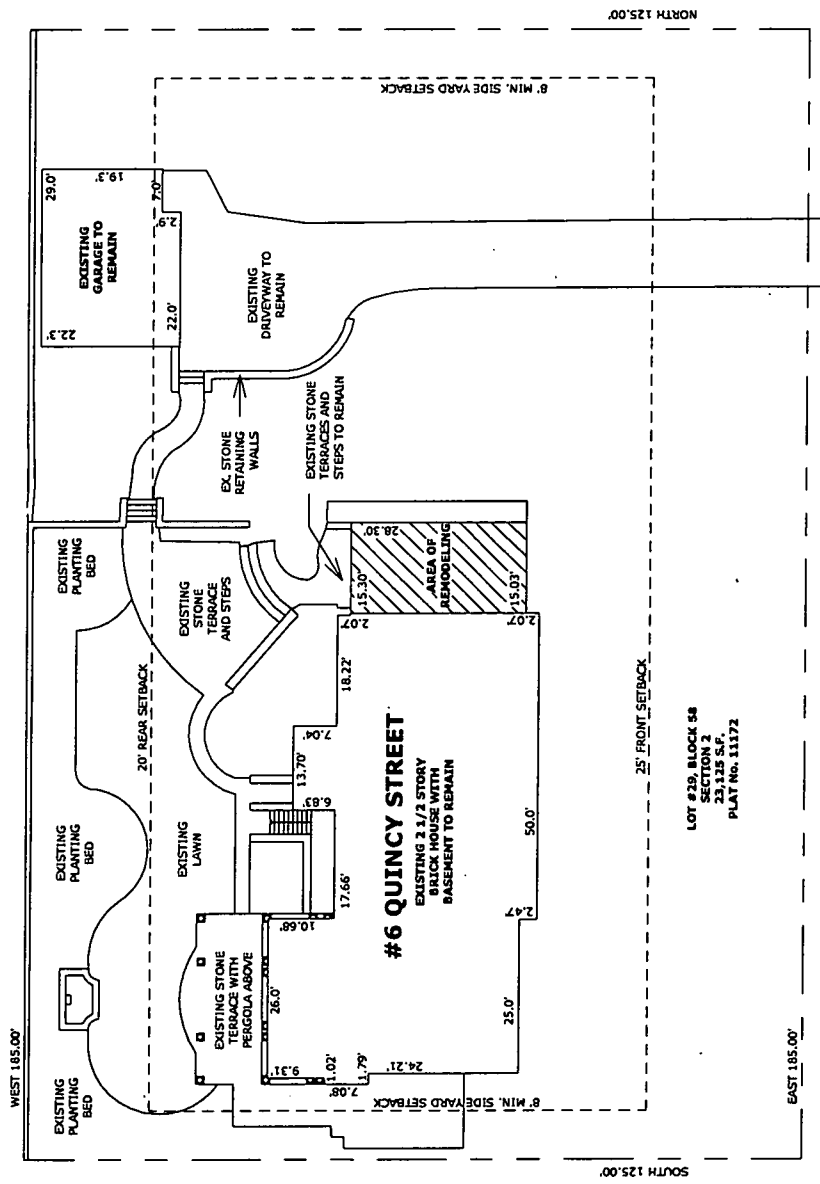 NORTH 125.00'
8' MIN. SIDEYARD SETBACK
29.0'
19.3'
7.0'
2.9'
EXISTING
GARAGE TO
REMAIN
22.3'
22.0'
EXISTING
DRIVEWAY TO
REMAIN
EX. STONE
RETAINING
WALLS
EXISTING STONE
TERRACES AND
STEPS TO REMAIN
EXISTING
PLANTING
BED
EXISTING
STONE
TERRACE
AND STEPS
28.30'
15.30'
AREA OF
REMODELING
15.03'
2.07'
2.07'
20' REAR SETBACK
18.22'
7.04'
13.70'
6.83'
25' FRONT SETBACK
#6 QUINCY STREET
EXISTING 2 1/2 STORY
BRICK HOUSE WITH
BASEMENT TO REMAIN
50.0'
LOT #29, BLOCK 58
SECTION 2
23,125 S.F.
PLAT No. 11172
EXISTING
PLANTING
BED
EXISTING
LAWN
17.66'
2.47'
10.68'
EXISTING STONE
TERRACE WITH
PERGOLA ABOVE
26.0'
25.0'
9.31'
1.02'
1.79'
7.08'
24.21'
WEST 185.00'
EXISTING
PLANTING
BED
8' MIN. SIDEYARD SETBACK
EAST 185.00'
SOUTH 125.00'